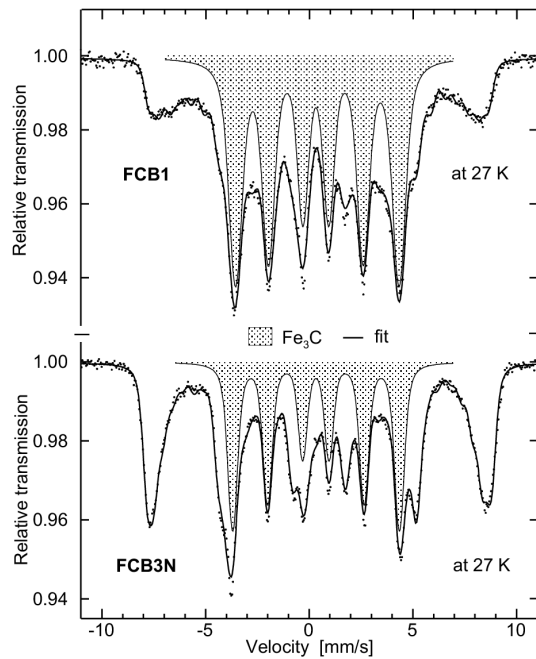 1.00
0.98
0.96
0.94
Relative transmission
FCB1
at 27 K
Fe₃C
fit
1.00
0.98
0.96
0.94
Relative transmission
FCB3N
at 27 K
-10 -5 0 5 10
Velocity [mm/s]